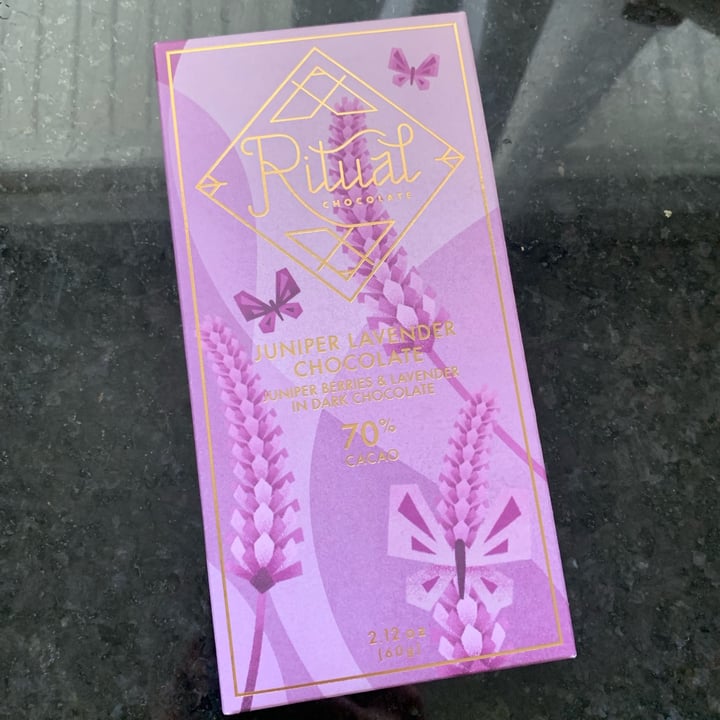 Ritual
CHOCOLATE
JUNIPER LAVENDER
CHOCOLATE
JUNIPER BERRIES & LAVENDER
IN DARK CHOCOLATE
70%
CACAO
2.12 oz
(60g)